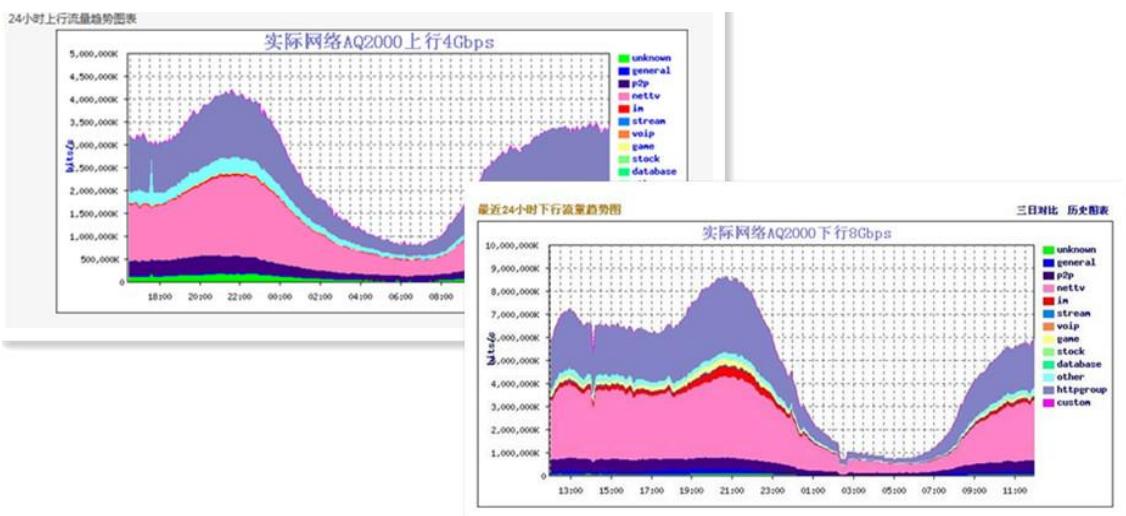 24小时上行流量趋势图表
实际网络AQ2000上行4Gbps
5,000,000K
4,500,000K
4,000,000K
3,500,000K
3,000,000K
2,500,000K
2,000,000K
1,500,000K
1,000,000K
500,000K
0
bits/s
18:00 20:00 22:00 00:00 02:00 04:00 06:00 08:00
unknown
general
p2p
nettv
im
stream
voip
game
stock
database
最近24小时下行流量趋势图
三日对比 历史图表
实际网络AQ2000下行8Gbps
10,000,000K
9,000,000K
8,000,000K
7,000,000K
6,000,000K
5,000,000K
4,000,000K
3,000,000K
2,000,000K
1,000,000K
0
bits/s
13:00 15:00 17:00 19:00 21:00 23:00 01:00 03:00 05:00 07:00 09:00 11:00
unknown
general
p2p
nettv
im
stream
voip
game
stock
database
other
httpgroup
custom